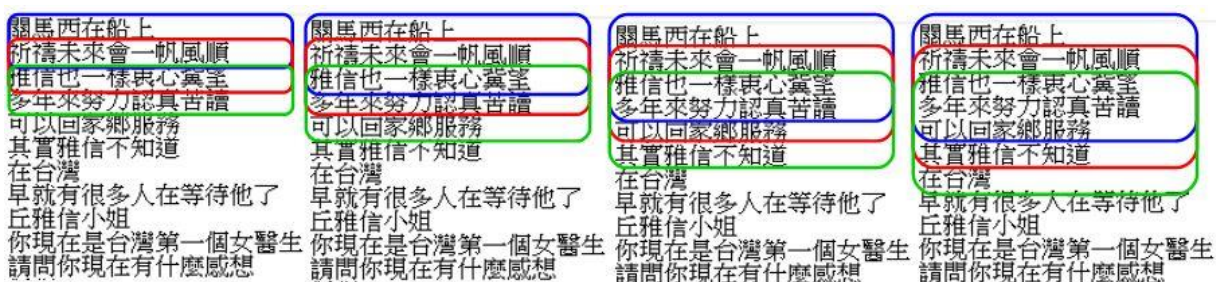 關馬西在船上
祈禱未來會一帆風順
雅信也一樣衷心冀望
多年來努力認真苦讀
可以回家鄉服務
其實雅信不知道
在台灣
早就有很多人在等待他了
丘雅信小姐
你現在是台灣第一個女醫生
請問你現在有什麼感想
關馬西在船上
祈禱未來會一帆風順
雅信也一樣衷心冀望
多年來努力認真苦讀
可以回家鄉服務
其實雅信不知道
在台灣
早就有很多人在等待他了
丘雅信小姐
你現在是台灣第一個女醫生
請問你現在有什麼感想
關馬西在船上
祈禱未來會一帆風順
雅信也一樣衷心冀望
多年來努力認真苦讀
可以回家鄉服務
其實雅信不知道
在台灣
早就有很多人在等待他了
丘雅信小姐
你現在是台灣第一個女醫生
請問你現在有什麼感想
關馬西在船上
祈禱未來會一帆風順
雅信也一樣衷心冀望
多年來努力認真苦讀
可以回家鄉服務
其實雅信不知道
在台灣
早就有很多人在等待他了
丘雅信小姐
你現在是台灣第一個女醫生
請問你現在有什麼感想